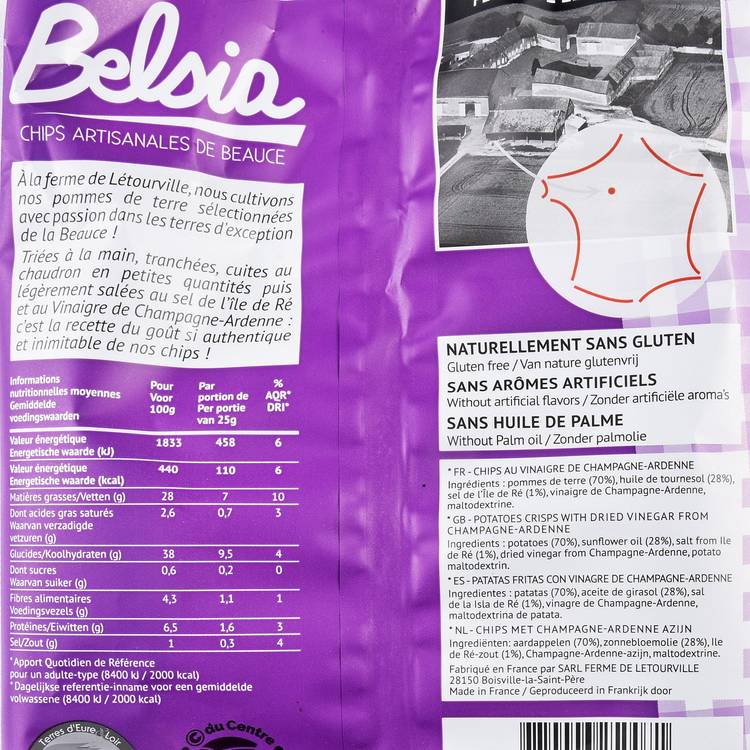 Belsia
CHIPS ARTISANALES DE BEAUCE
À la ferme de Létourville, nous cultivons
nos pommes de terre sélectionnées
avec passion dans les terres d'exception
de la Beauce !
Triées à la main, tranchées, cuites au
chaudron en petites quantités puis
légèrement salées au sel de l'île de Ré
et au Vinaigre de Champagne-Ardenne :
c'est la recette du goût si authentique
et inimitable de nos chips !
Informations
nutritionnelles moyennes
Gemiddelde
voedingswaarden
Pour
Voor
100g
Par
portion de
Per portie
van 25g
%
AQR*
DRI*
Valeur énergétique
Energetische waarde (kJ)
1833 458 6
Valeur énergétique
Energetische waarde (kcal)
440 110 6
Matières grasses/Vetten (g) 28 7 10
Dont acides gras saturés 2,6 0,7 3
Waarvan verzadigde
vetzuren (g)
Glucides/Koolhydraten (g) 38 9,5 4
Dont sucres 0,6 0,2 0
Waarvan suiker (g)
Fibres alimentaires 4,3 1,1 1
Voedingsvezels (g)
Protéines/Eiwitten (g) 6,5 1,6 3
Sel/Zout (g) 1 0,3 4
*Apport Quotidien de Référence
pour un adulte-type (8400 kJ / 2000 kcal)
*Dagelijkse referentie-inname voor een gemiddelde
volwassene (8400 kJ / 2000 kcal)
Terres d'Eure & Loir
© du Centre
NATURELLEMENT SANS GLUTEN
Gluten free / Van nature glutenvrij
SANS ARÔMES ARTIFICIELS
Without artificial flavors / Zonder artificiële aroma's
SANS HUILE DE PALME
Without Palm oil / Zonder palmolie
* FR - CHIPS AU VINAIGRE DE CHAMPAGNE-ARDENNE
Ingrédients : pommes de terre (70%), huile de tournesol (28%),
sel de l'Île de Ré (1%), vinaigre de Champagne-Ardenne,
maltodextrine.
* GB - POTATOES CRISPS WITH DRIED VINEGAR FROM
CHAMPAGNE-ARDENNE
Ingredients : potatoes (70%), sunflower oil (28%), salt from Ile
de Ré (1%), dried vinegar from Champagne-Ardenne, potato
maltodextrin.
* ES - PATATAS FRITAS CON VINAGRE DE CHAMPAGNE-ARDENNE
Ingredientes : patatas (70%), aceite de girasol (28%), sal
de la Isla de Ré (1%), vinagre de Champagne-Ardenne,
maltodextrina de patata.
* NL - CHIPS MET CHAMPAGNE-ARDENNE AZIJN
Ingrediënten: aardappelen (70%), zonnebloemolie (28%), Ile
de Ré-zout (1%), Champagne-Ardenne-azijn, maltodextrine.
Fabriqué en France par SARL FERME DE LETOURVILLE
28150 Boisville-la-Saint-Père
Made in France / Geproduceerd in Frankrijk door